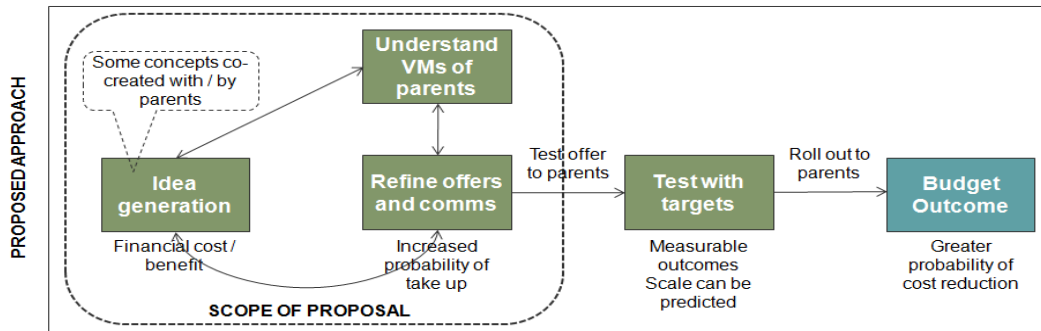 PROPOSED APPROACH
Some concepts co-
created with / by
parents
Understand
VMs of
parents
Idea
generation
Financial cost /
benefit
Refine offers
and comms
Increased
probability of
take up
SCOPE OF PROPOSAL
Test offer
to parents
Test with
targets
Measurable
outcomes
Scale can be
predicted
Roll out to
parents
Budget
Outcome
Greater
probability of
cost reduction